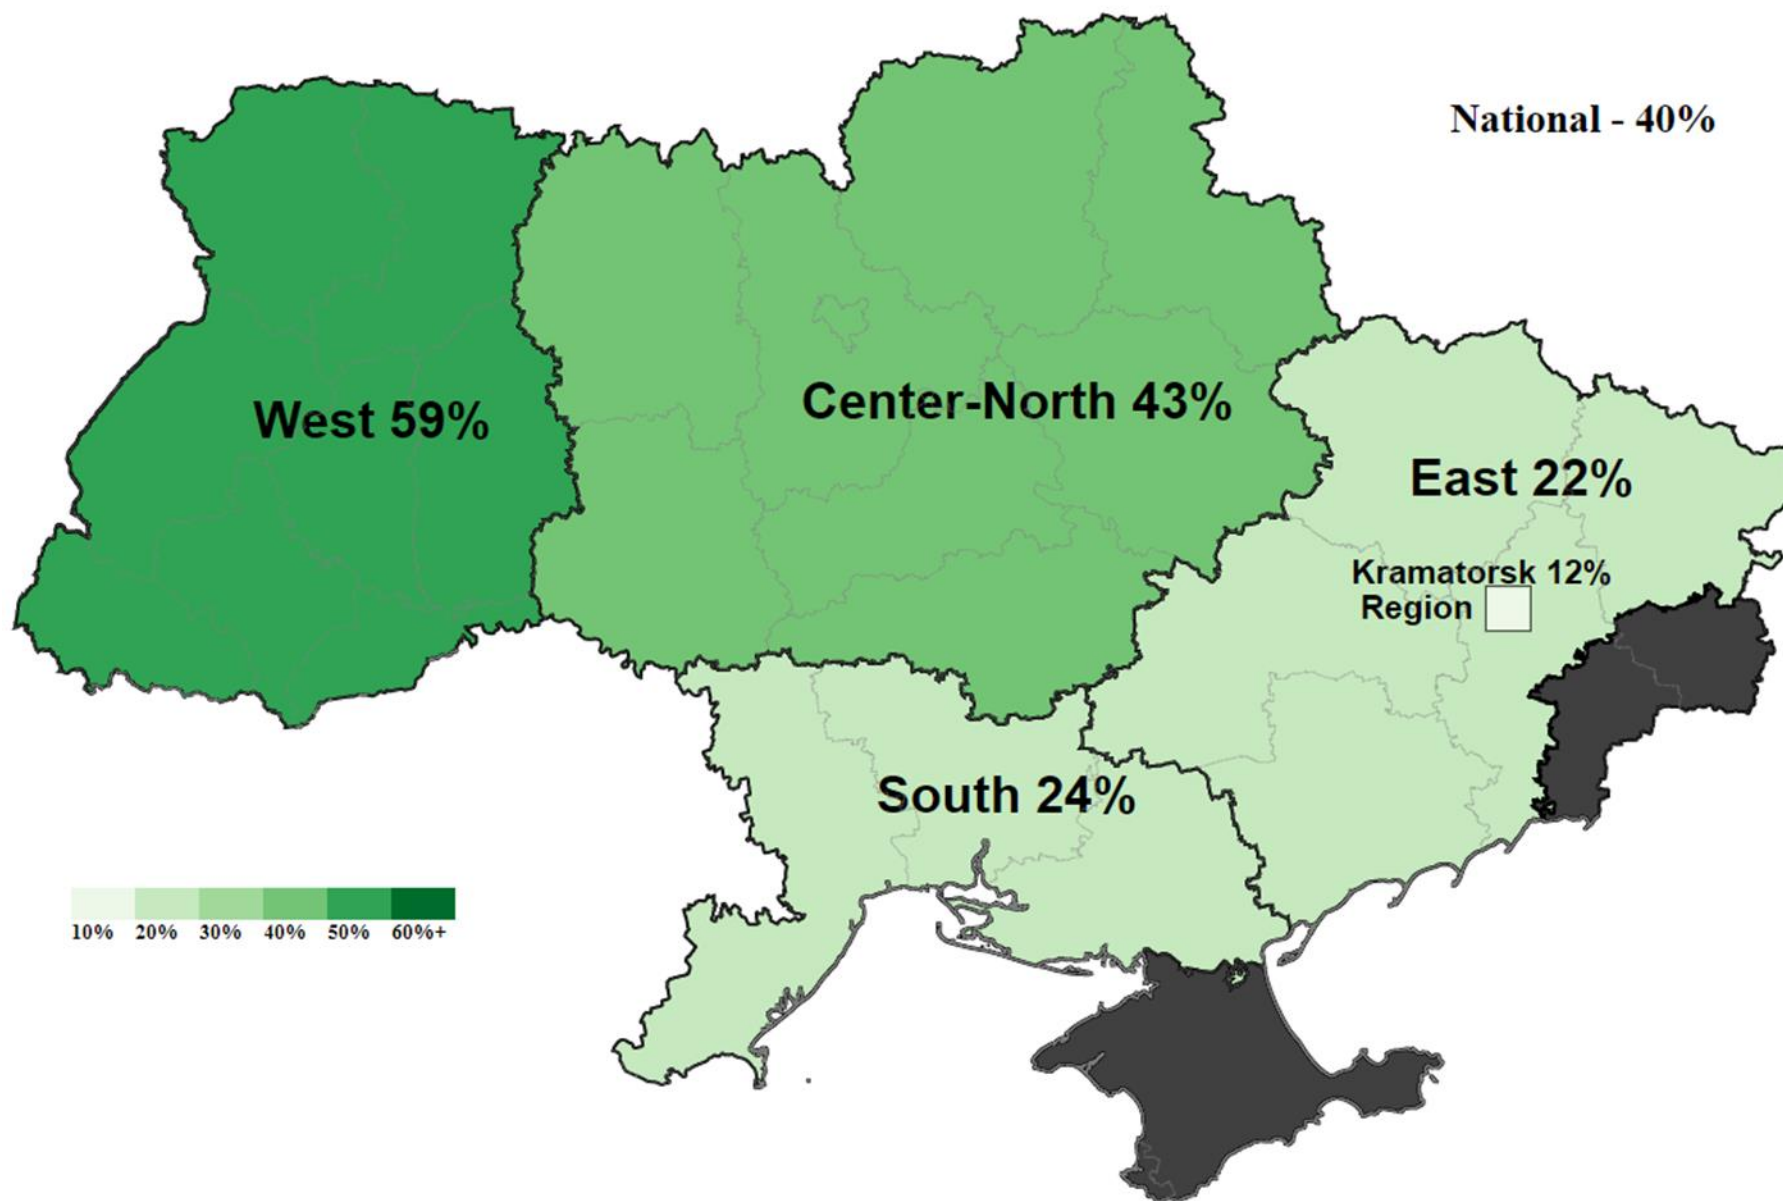 National - 40%
West 59%
Center-North 43%
East 22%
Kramatorsk 12%
Region
South 24%
10% 20% 30% 40% 50% 60%+